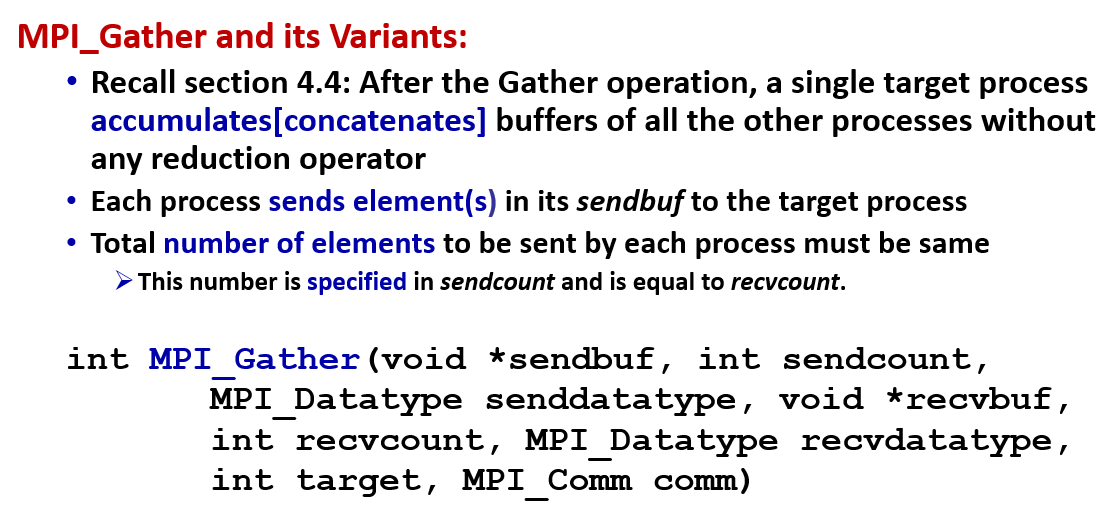 MPI_Gather and its Variants:
• Recall section 4.4: After the Gather operation, a single target process
accumulates[concatenates] buffers of all the other processes without
any reduction operator
• Each process sends element(s) in its sendbuf to the target process
• Total number of elements to be sent by each process must be same
➢ This number is specified in sendcount and is equal to recvcount.
int MPI_Gather(void *sendbuf, int sendcount,
MPI_Datatype senddatatype, void *recvbuf,
int recvcount, MPI_Datatype recvdatatype,
int target, MPI_Comm comm)